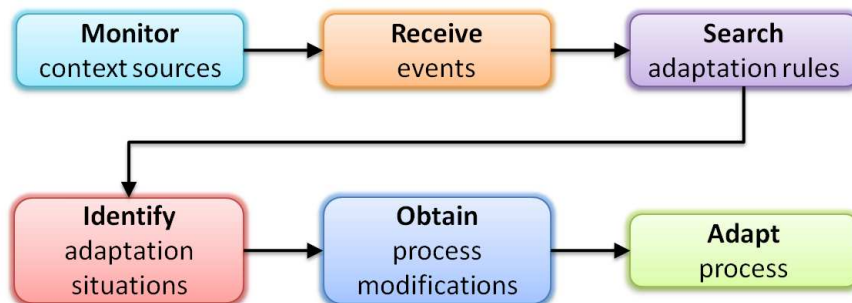 Monitor
context sources
Receive
events
Search
adaptation rules
Identify
adaptation
situations
Obtain
process
modifications
Adapt
process